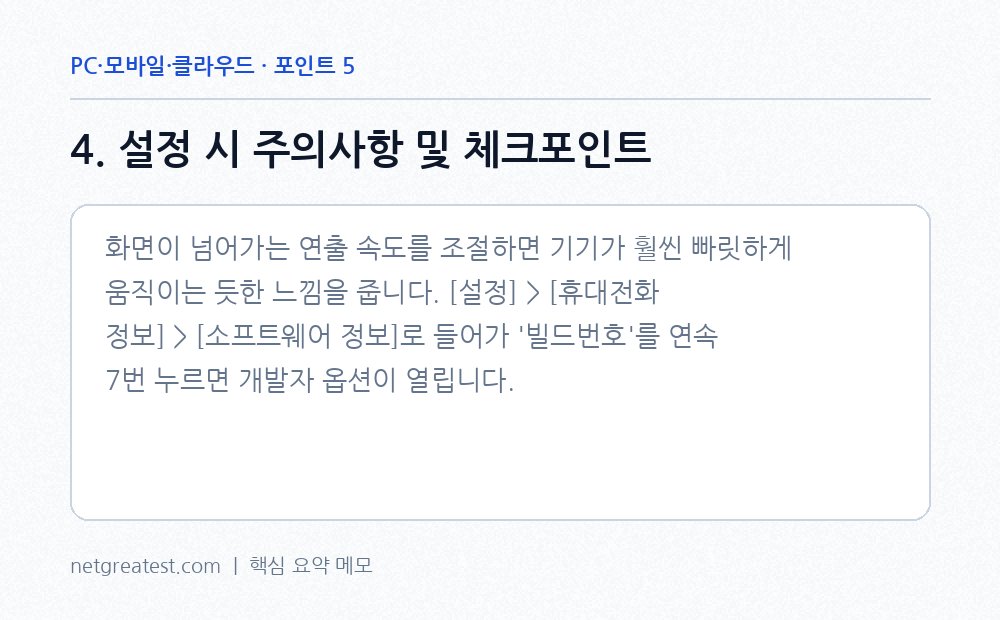 PC·모바일·클라우드 · 포인트 5
4. 설정 시 주의사항 및 체크포인트
화면이 넘어가는 연출 속도를 조절하면 기기가 훨씬 빠릿하게
움직이는 듯한 느낌을 줍니다. [설정] > [휴대전화
정보] > [소프트웨어 정보]로 들어가 '빌드번호'를 연속
7번 누르면 개발자 옵션이 열립니다.
netgreatest.com | 핵심 요약 메모